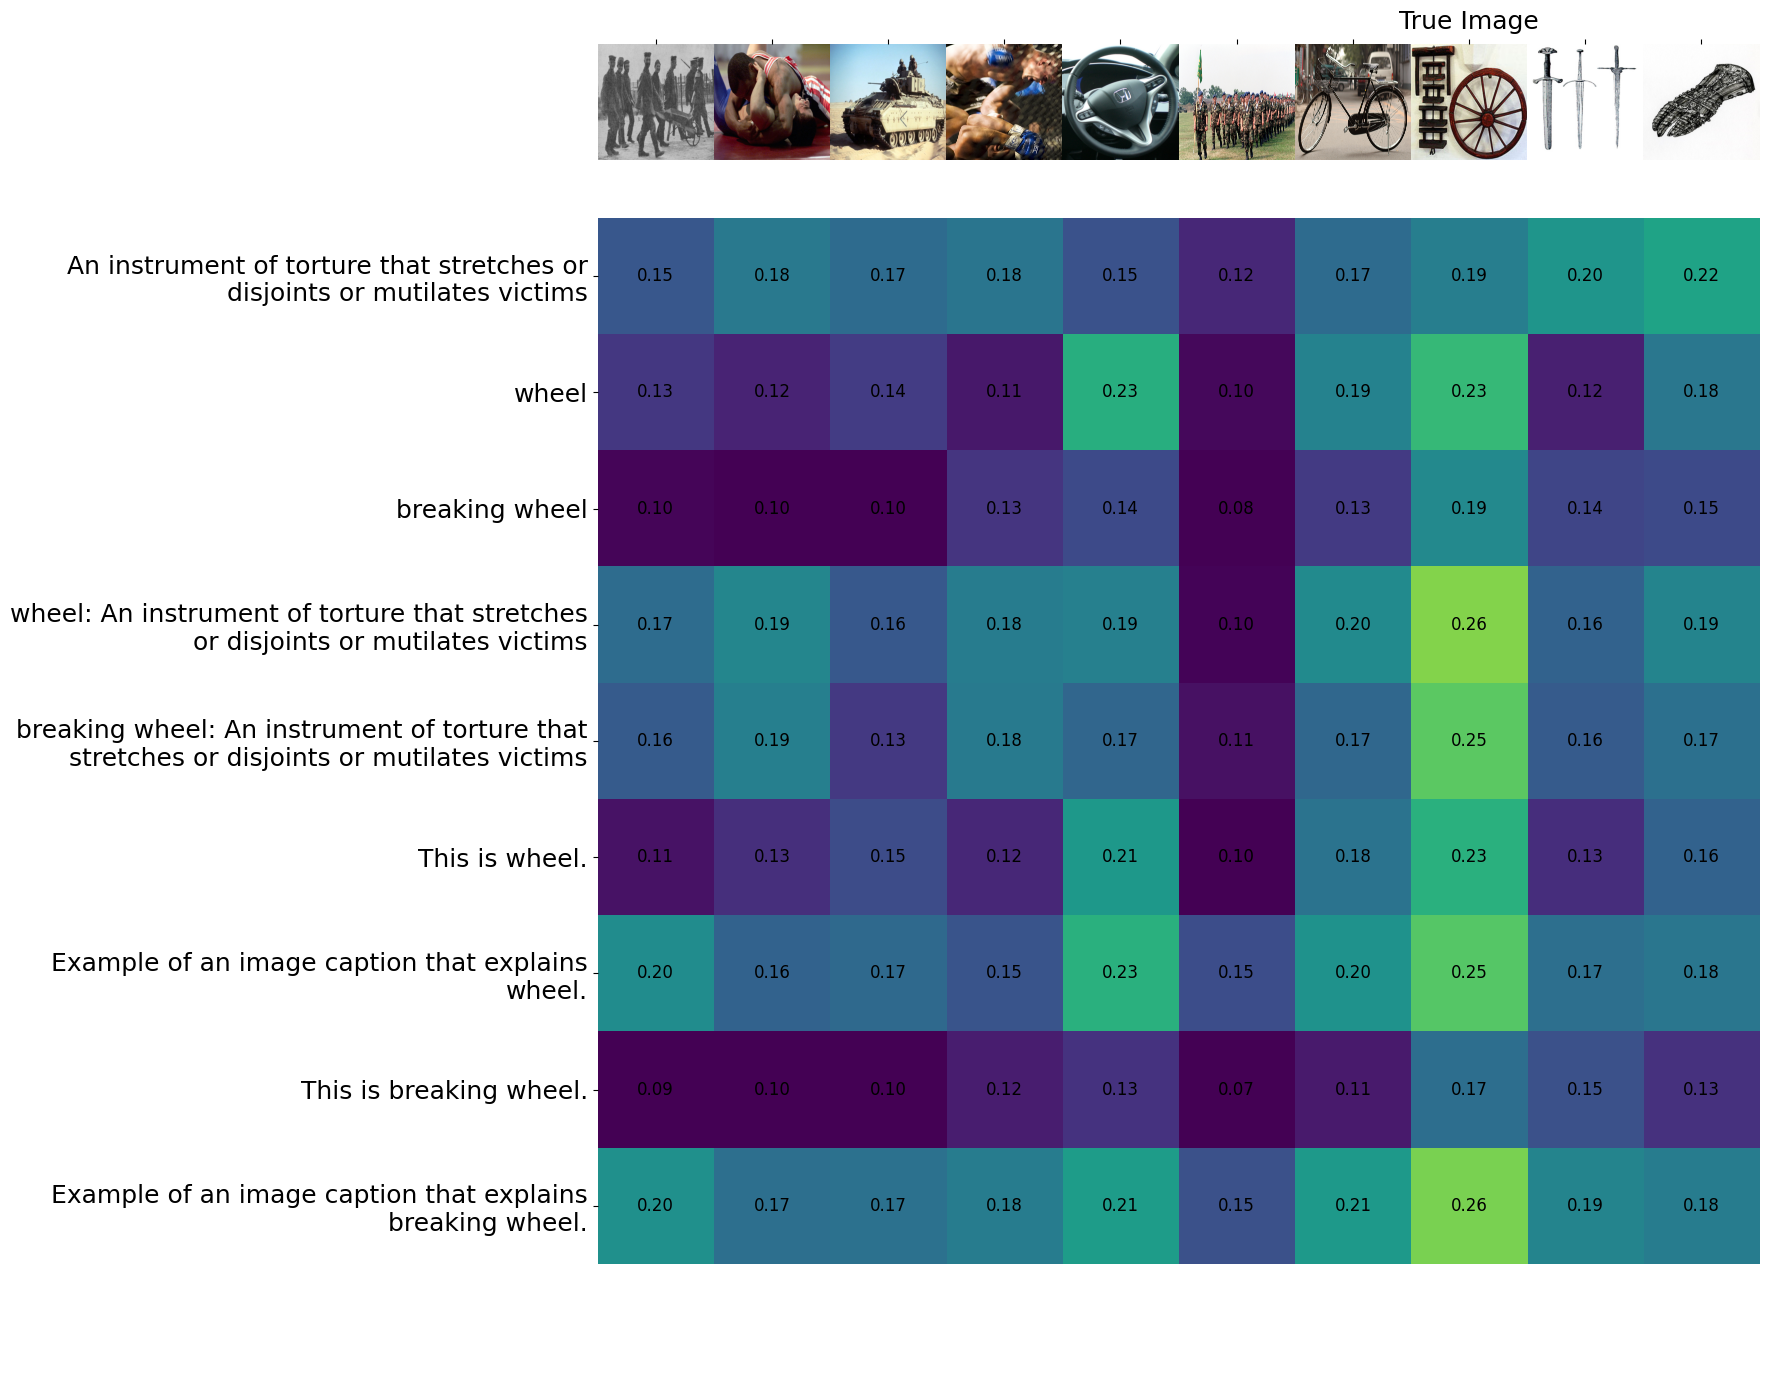 True Image
An instrument of torture that stretches or
disjoints or mutilates victims
0.15 0.18 0.17 0.18 0.15 0.12 0.17 0.19 0.20 0.22
wheel
0.13 0.12 0.14 0.11 0.23 0.10 0.19 0.23 0.12 0.18
breaking wheel
0.10 0.10 0.10 0.13 0.14 0.08 0.13 0.19 0.14 0.15
wheel: An instrument of torture that stretches
or disjoints or mutilates victims
0.17 0.19 0.16 0.18 0.19 0.10 0.20 0.26 0.16 0.19
breaking wheel: An instrument of torture that
stretches or disjoints or mutilates victims
0.16 0.19 0.13 0.18 0.17 0.11 0.17 0.25 0.16 0.17
This is wheel.
0.11 0.13 0.15 0.12 0.21 0.10 0.18 0.23 0.13 0.16
Example of an image caption that explains
wheel.
0.20 0.16 0.17 0.15 0.23 0.15 0.20 0.25 0.17 0.18
This is breaking wheel.
0.09 0.10 0.10 0.12 0.13 0.07 0.11 0.17 0.15 0.13
Example of an image caption that explains
breaking wheel.
0.20 0.17 0.17 0.18 0.21 0.15 0.21 0.26 0.19 0.18